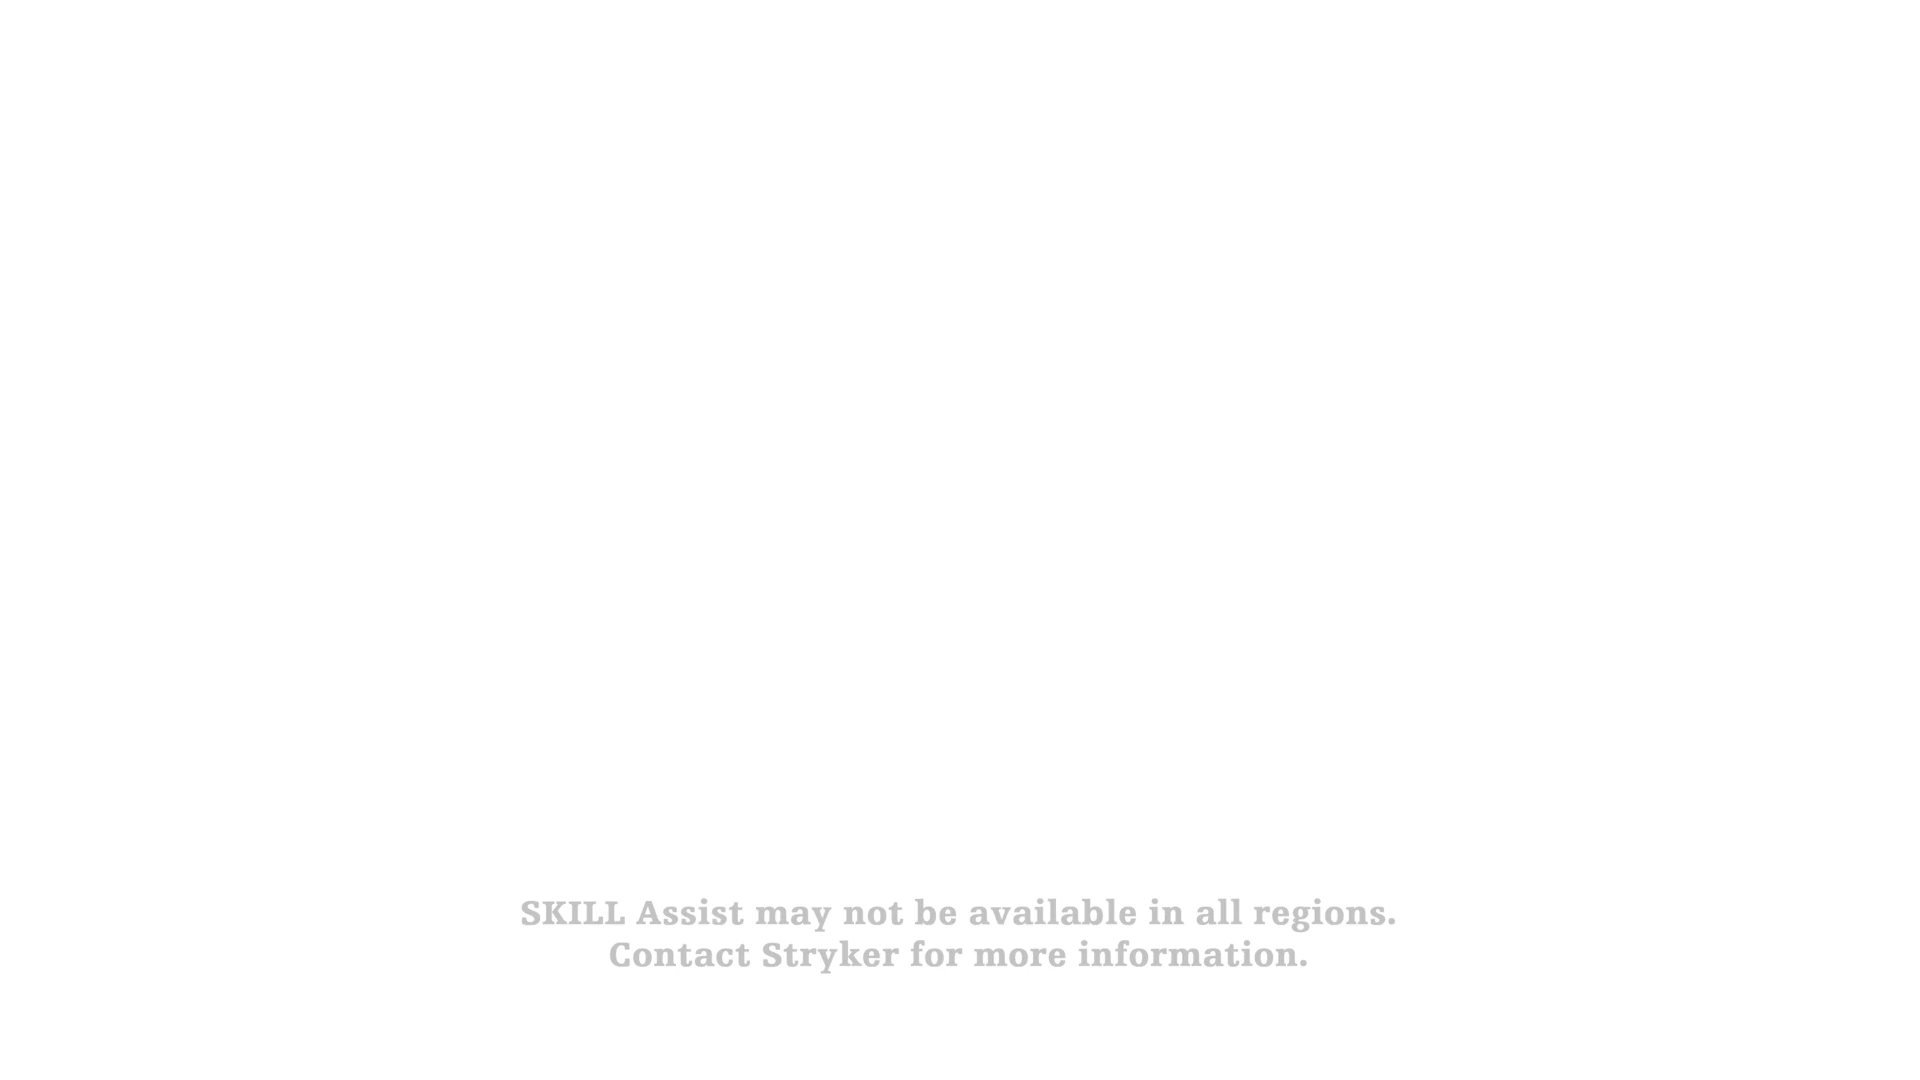 SKILL Assist may not be available in all regions.
Contact Stryker for more information.